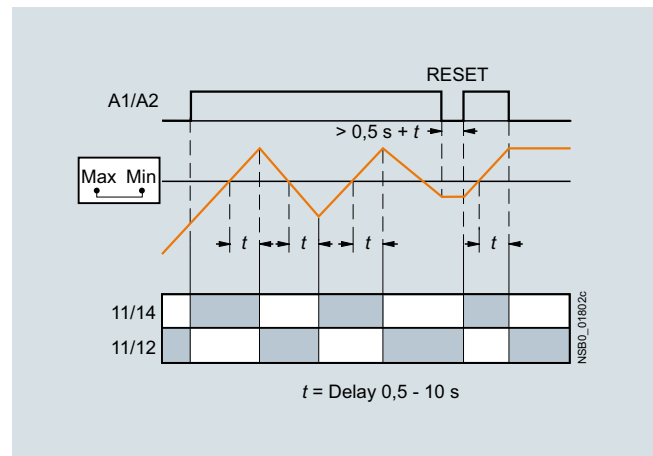 RESET
A1/A2
> 0,5 s + t
Max Min
t
t
t
t
11/14
11/12
NSB0_01802c
t = Delay 0,5 - 10 s